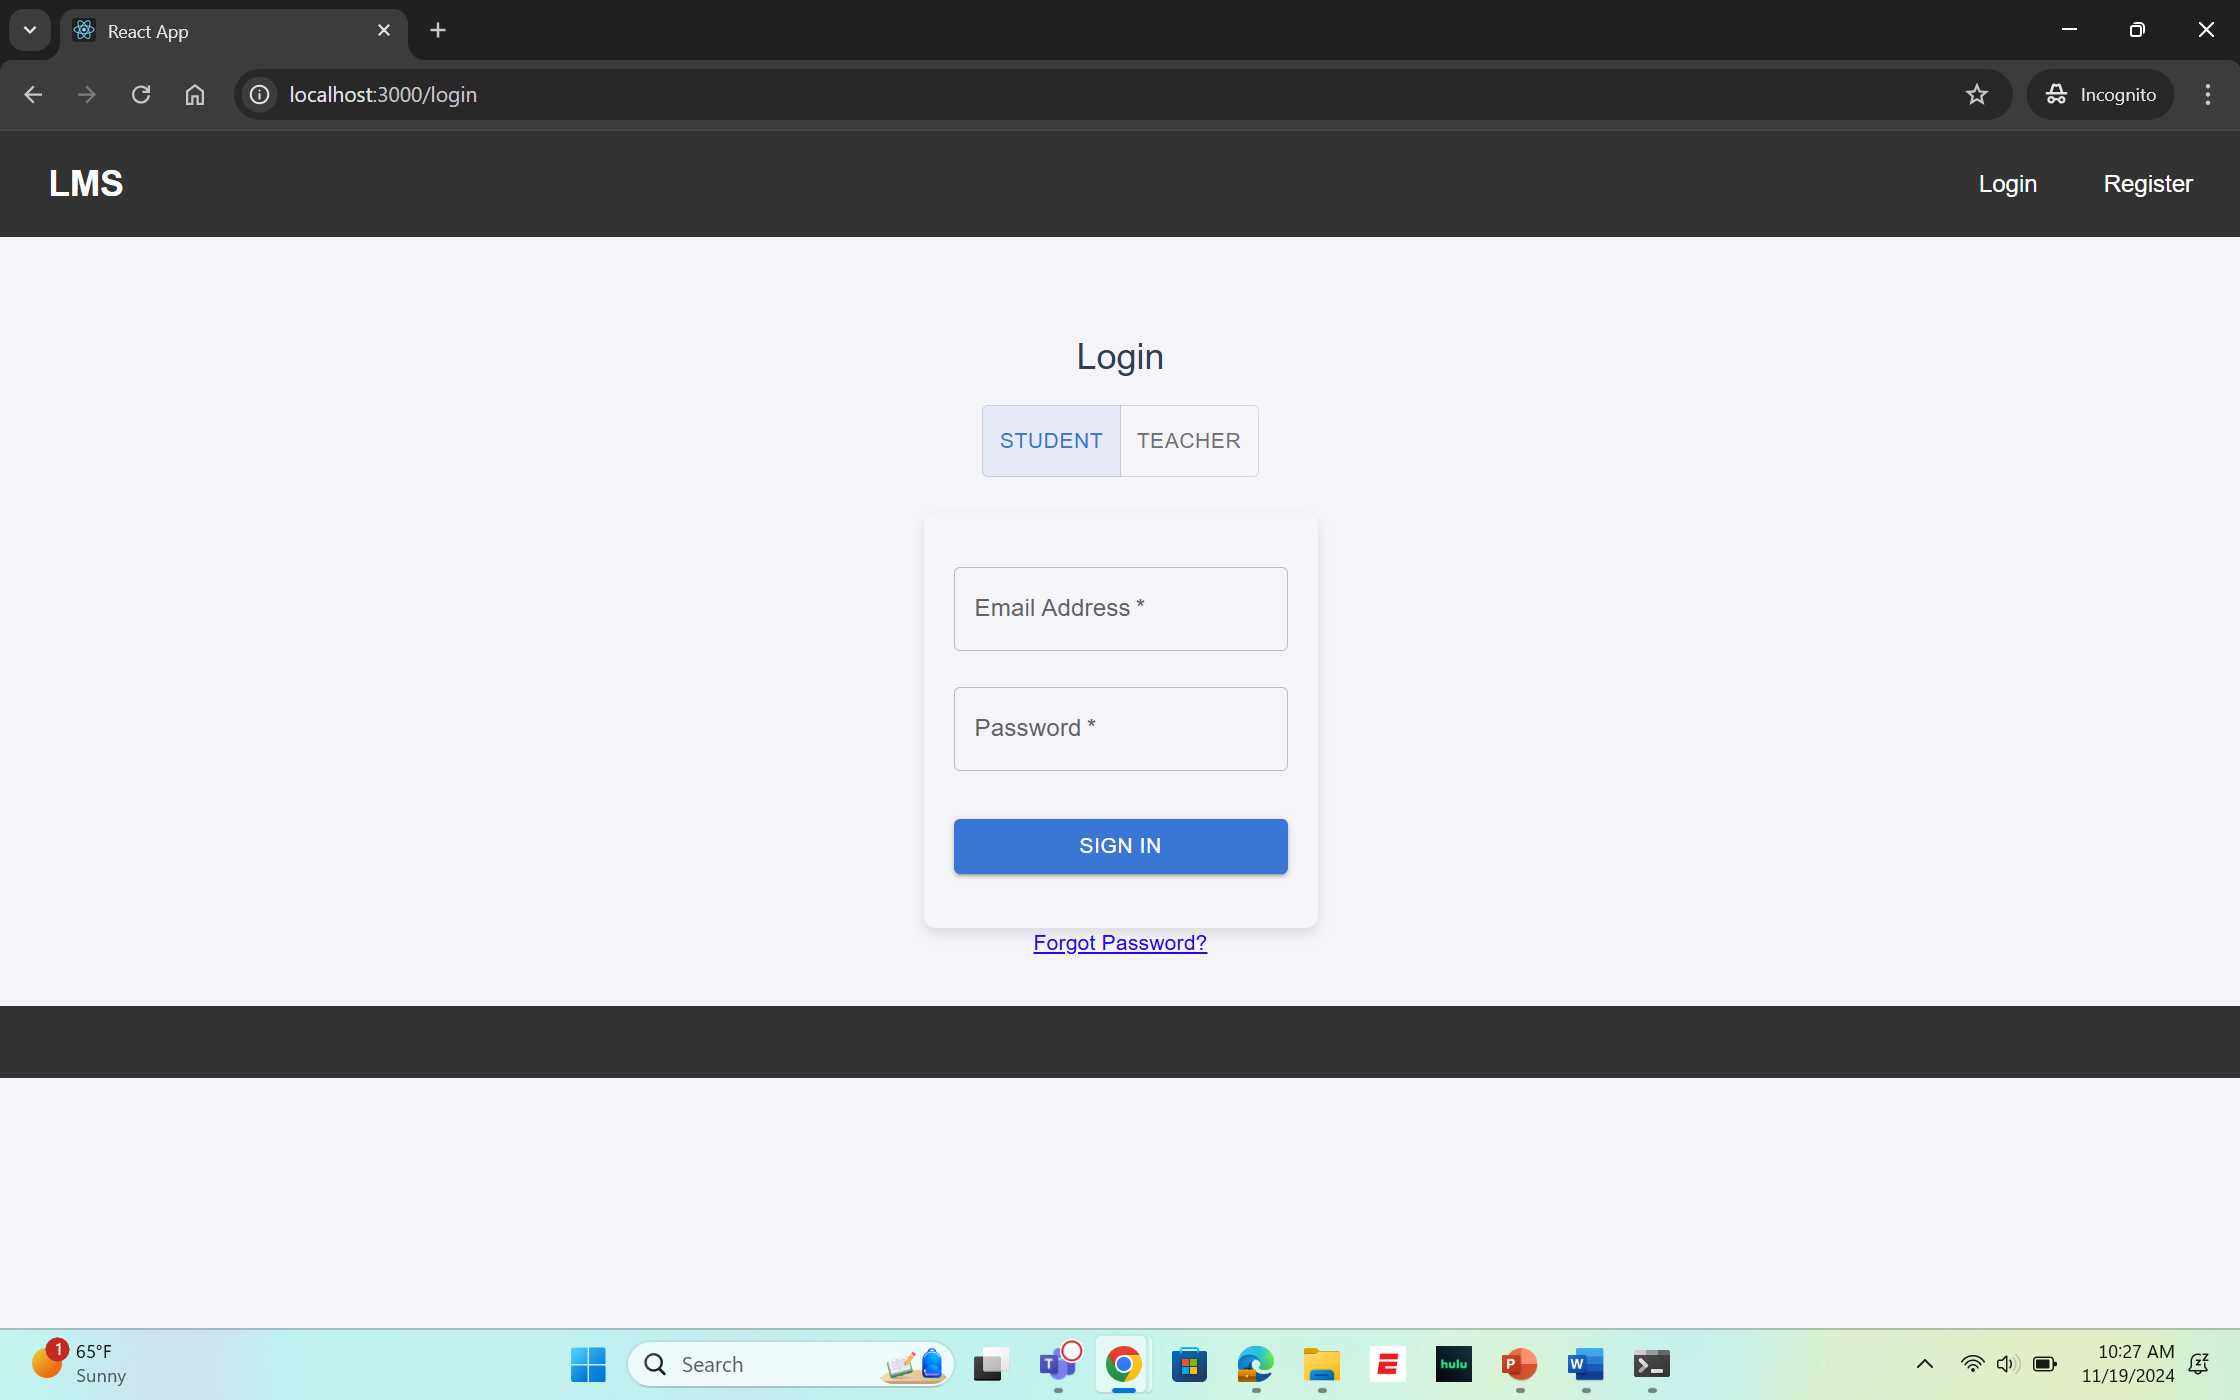 React App
localhost:3000/login
Incognito
LMS
Login
Register
Login
STUDENT
TEACHER
Email Address *
Password *
SIGN IN
Forgot Password?
1
65°F
Sunny
Search
T
E
hulu
P
W
10:27 AM
11/19/2024